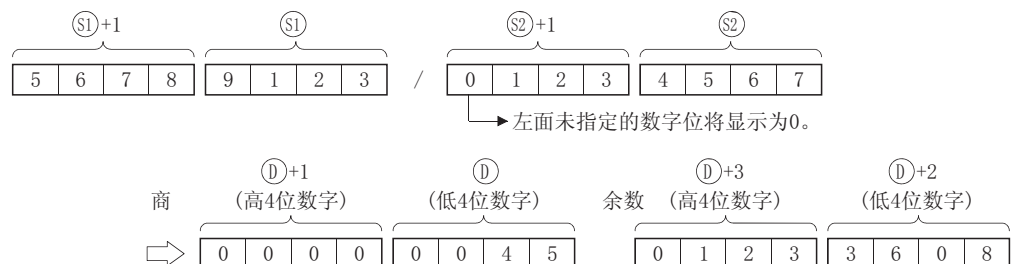 S1+1 S1 S2+1 S2
5 6 7 8 9 1 2 3 / 0 1 2 3 4 5 6 7
左面未指定的数字位将显示为0。
D+1 D D+3 D+2
商 (高4位数字) (低4位数字) 余数 (高4位数字) (低4位数字)
0 0 0 0 0 0 4 5 0 1 2 3 3 6 0 8